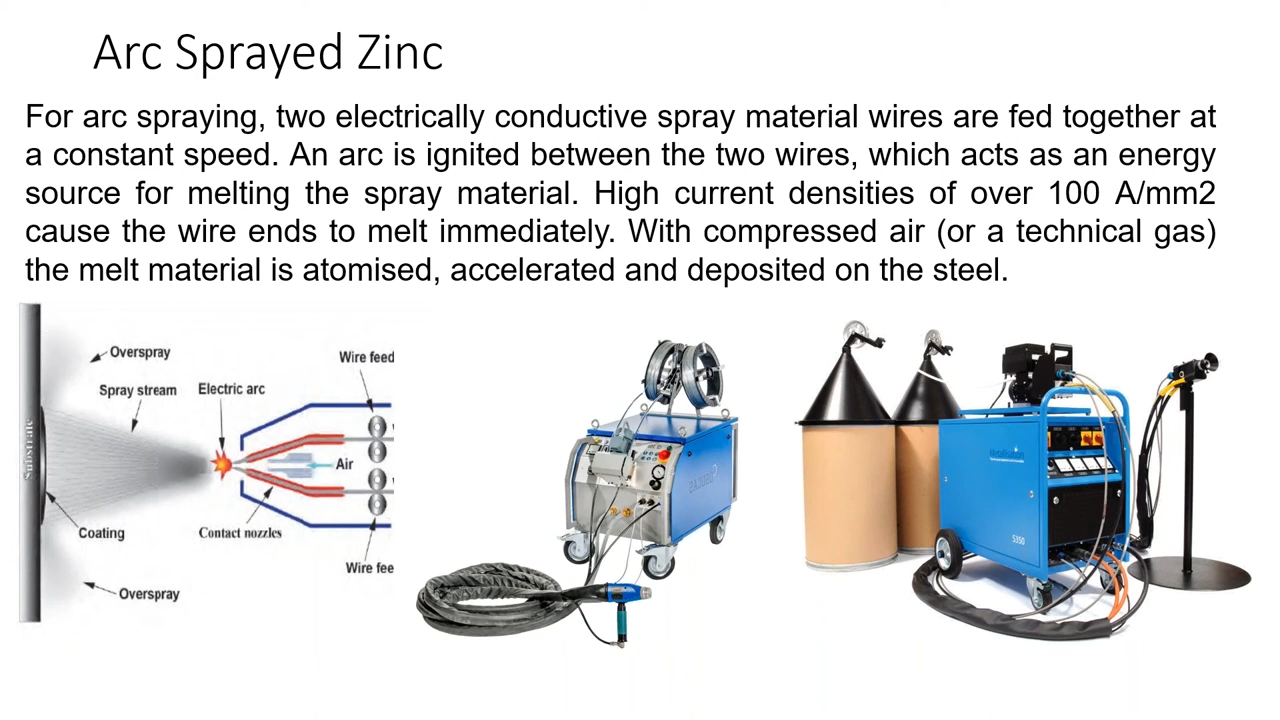 Arc Sprayed Zinc
For arc spraying, two electrically conductive spray material wires are fed together at
a constant speed. An arc is ignited between the two wires, which acts as an energy
source for melting the spray material. High current densities of over 100 A/mm2
cause the wire ends to melt immediately. With compressed air (or a technical gas)
the melt material is atomised, accelerated and deposited on the steel.
Overspray
Wire feed
Spray stream
Electric arc
Substrate
Air
Coating
Contact nozzles
Wire fee
Overspray
Metallisation
S350